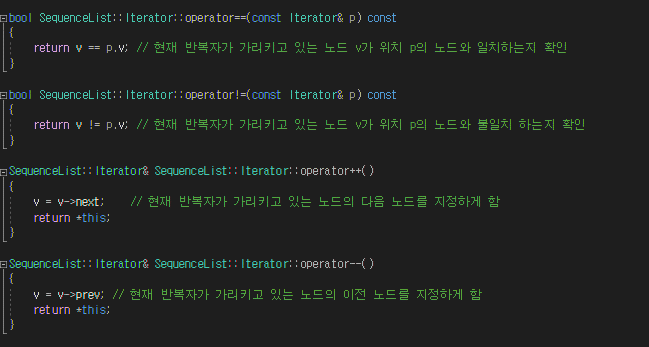 bool SequenceList::Iterator::operator==(const Iterator& p) const
{
return v == p.v; // 현재 반복자가 가리키고 있는 노드 v가 위치 p의 노드와 일치하는지 확인
}
bool SequenceList::Iterator::operator!=(const Iterator& p) const
{
return v != p.v; // 현재 반복자가 가리키고 있는 노드 v가 위치 p의 노드와 불일치 하는지 확인
}
SequenceList::Iterator& SequenceList::Iterator::operator++()
{
v = v->next; // 현재 반복자가 가리키고 있는 노드의 다음 노드를 지정하게 함
return *this;
}
SequenceList::Iterator& SequenceList::Iterator::operator--()
{
v = v->prev; // 현재 반복자가 가리키고 있는 노드의 이전 노드를 지정하게 함
return *this;
}